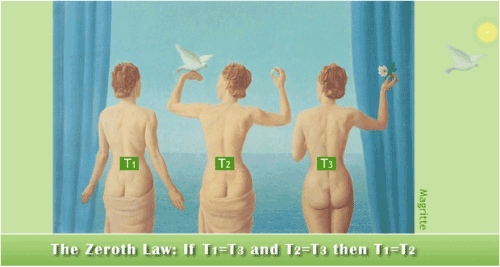 T1 T2 T3
Magritte
The Zeroth Law: If T1=T3 and T2=T3 then T1=T2